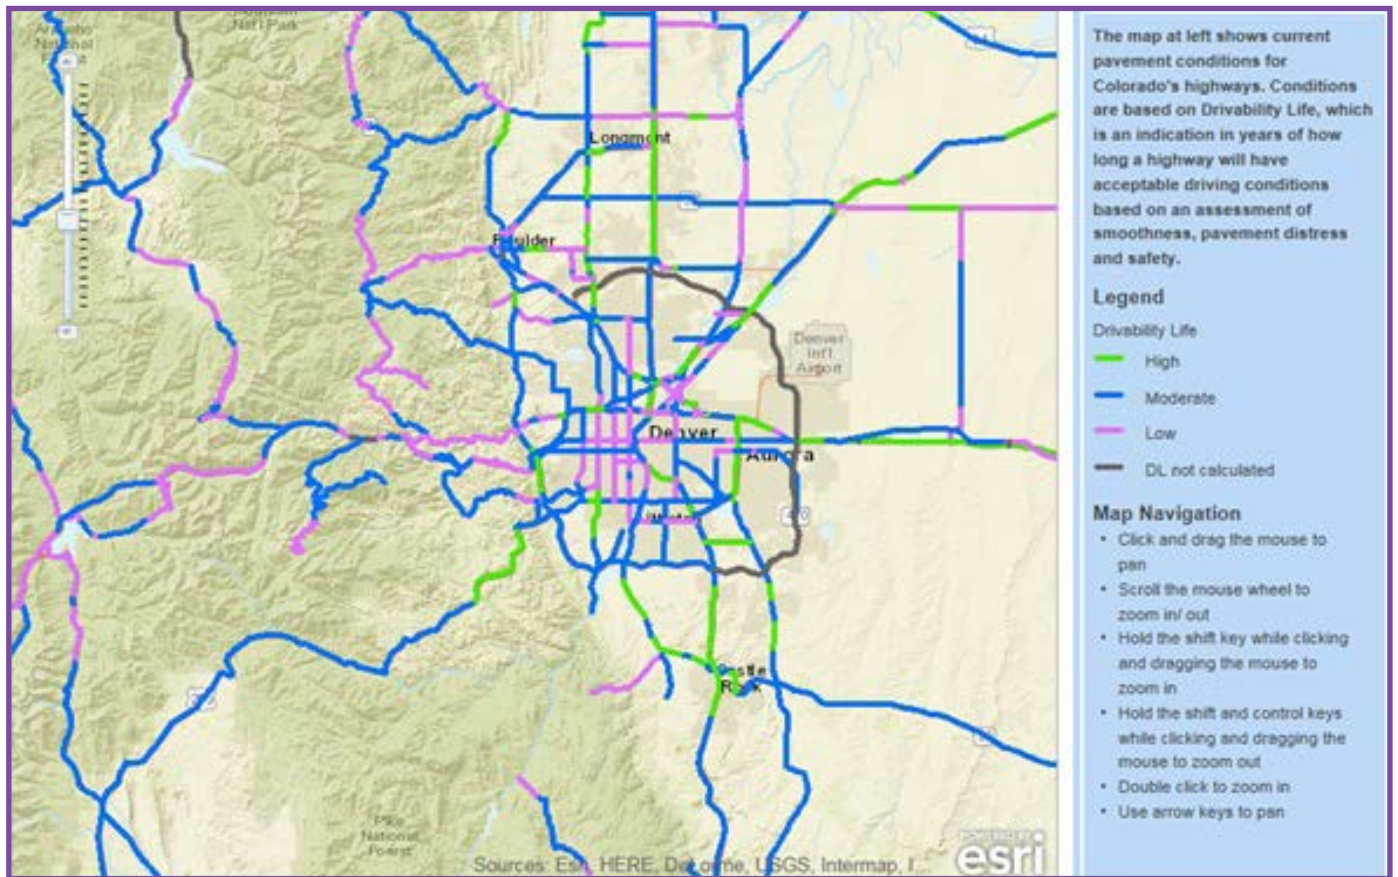 Nat'l Park
National
Longmont
Boulder
Denver
Int'l
Airport
Denver
Aurora
Castle
Rock
Pike
National
Forest
Sources: Esri, HERE, DeLorme, USGS, Intermap, I...
POWERED BY
esri
The map at left shows current
pavement conditions for
Colorado's highways. Conditions
are based on Drivability Life, which
is an indication in years of how
long a highway will have
acceptable driving conditions
based on an assessment of
smoothness, pavement distress
and safety.
Legend
Drivability Life
High
Moderate
Low
DL not calculated
Map Navigation
• Click and drag the mouse to
pan
• Scroll the mouse wheel to
zoom in/ out
• Hold the shift key while clicking
and dragging the mouse to
zoom in
• Hold the shift and control keys
while clicking and dragging the
mouse to zoom out
• Double click to zoom in
• Use arrow keys to pan